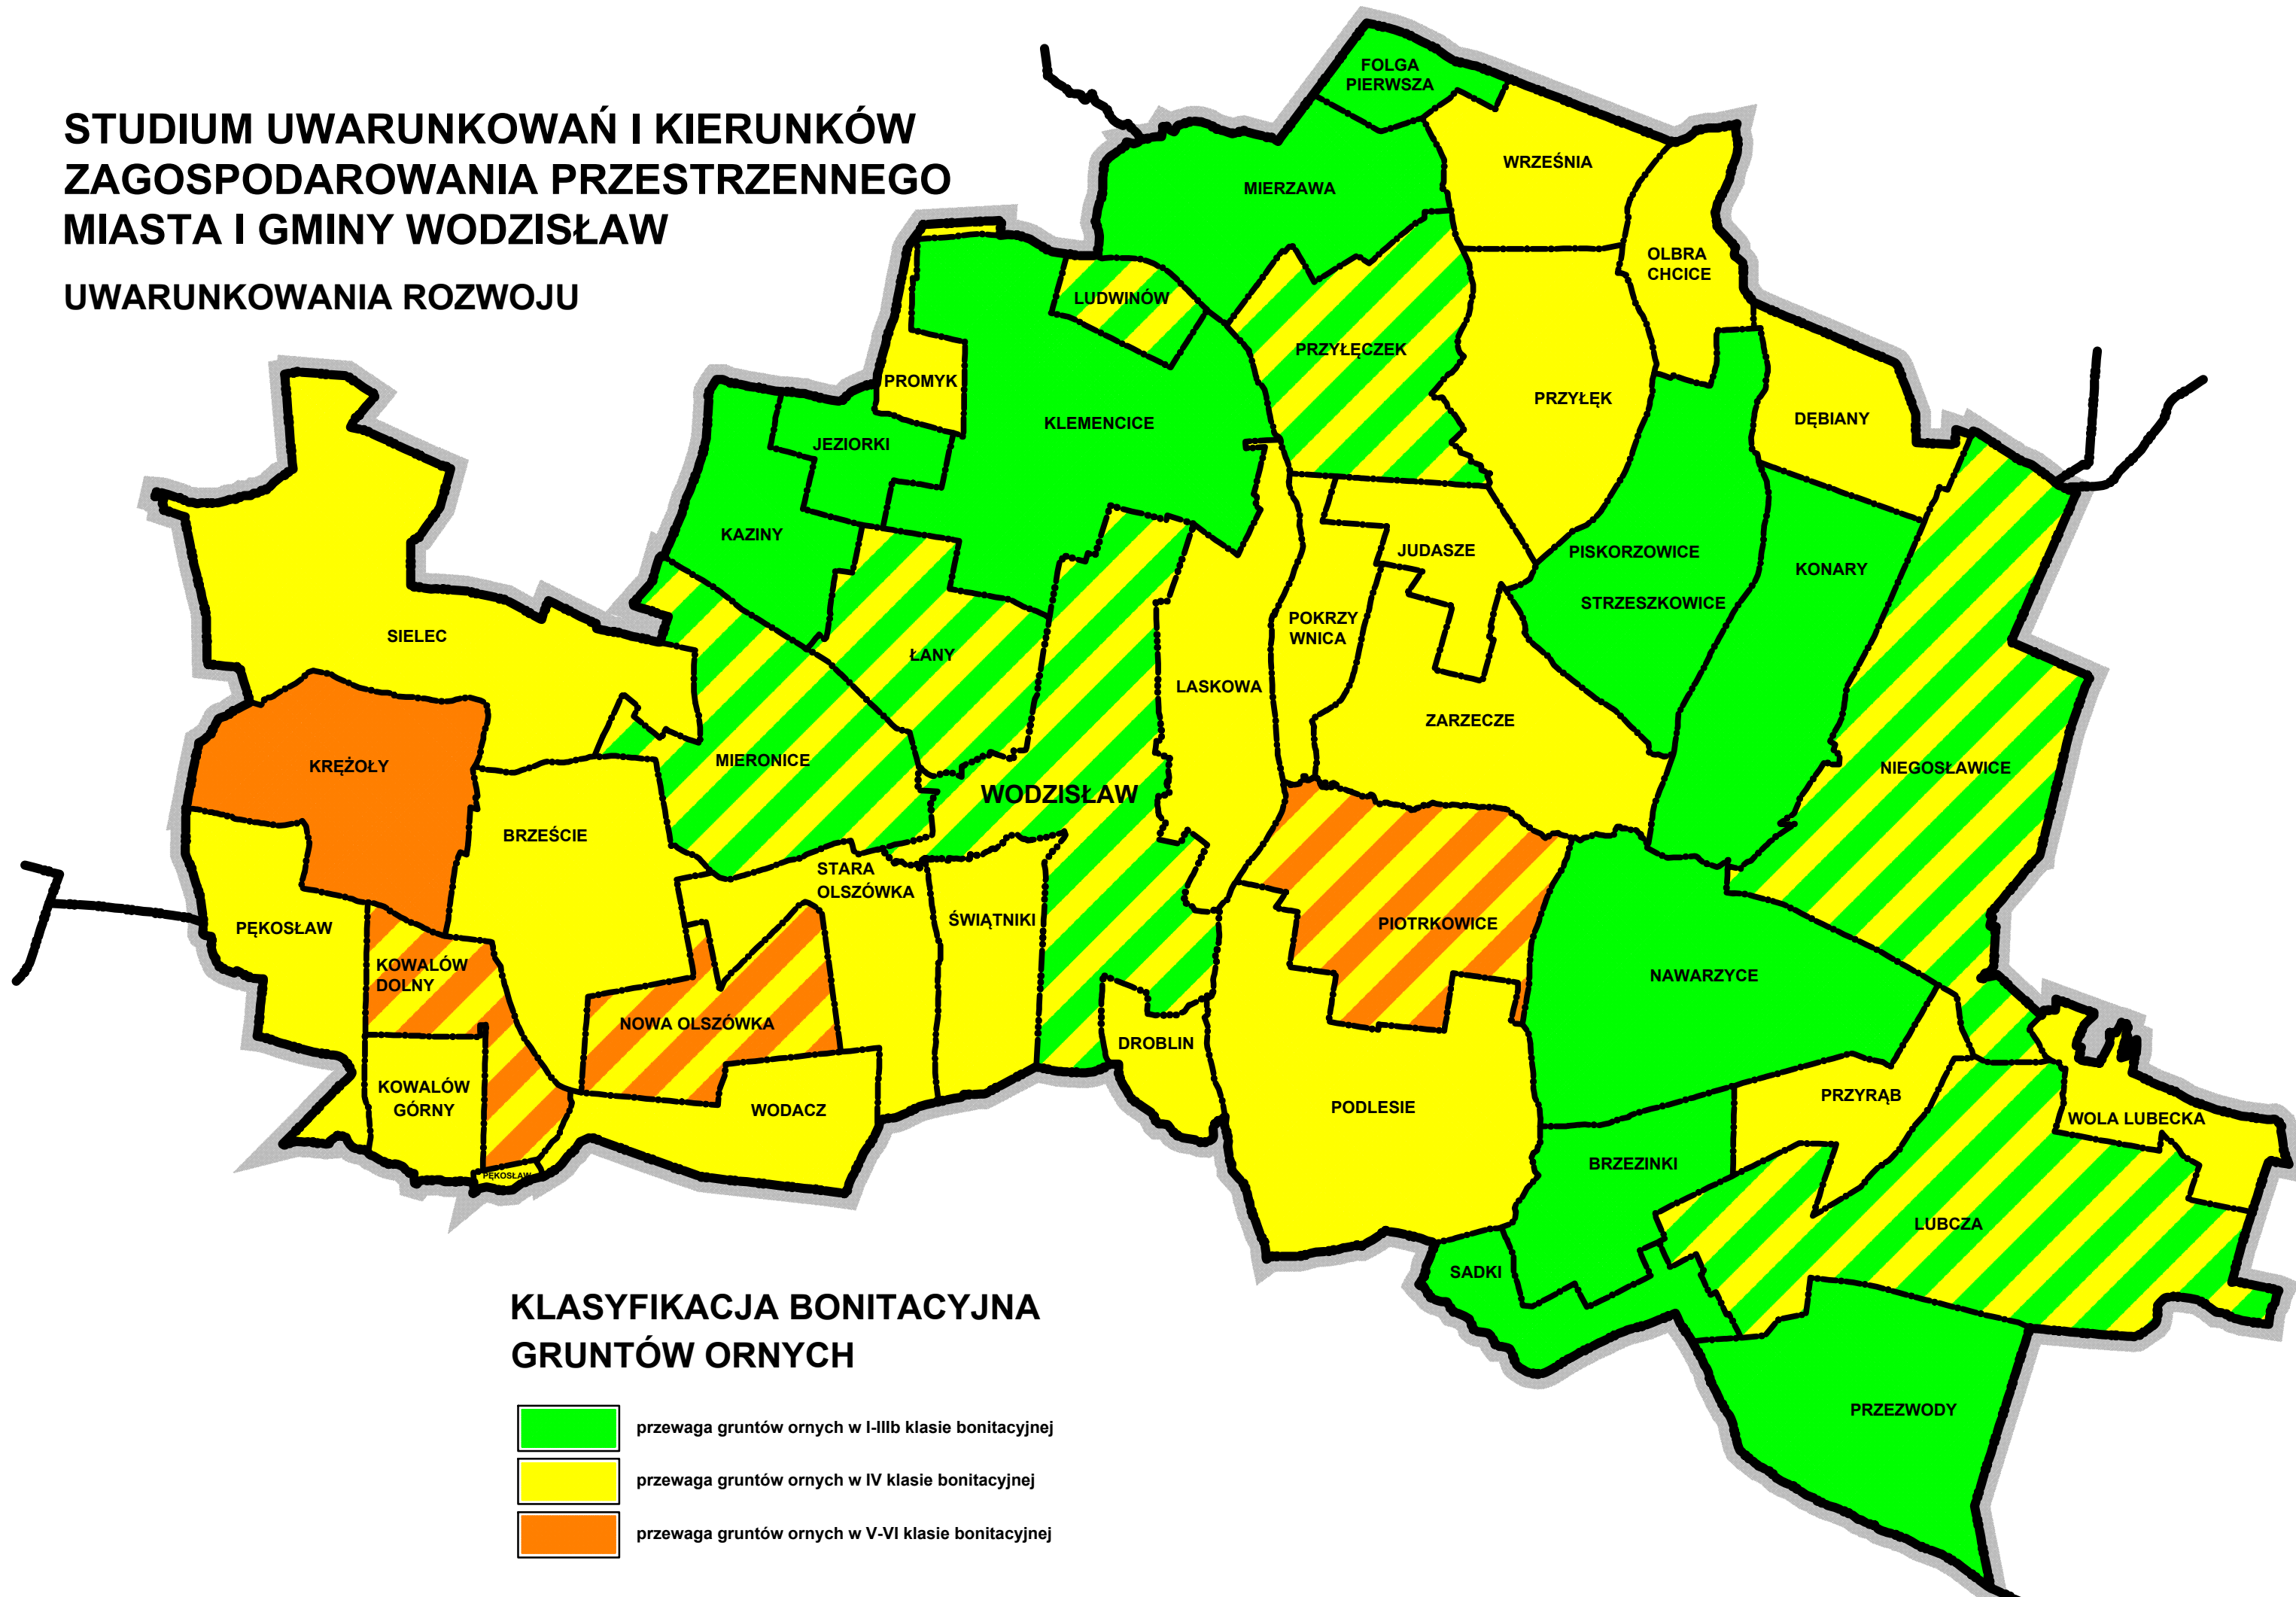 STUDIUM UWARUNKOWAŃ I KIERUNKÓW
ZAGOSPODAROWANIA PRZESTRZENNEGO
MIASTA I GMINY WODZISŁAW
UWARUNKOWANIA ROZWOJU
FOLGA
PIERWSZA
WRZEŚNIA
MIERZAWA
OLBRA
CHCICE
LUDWINÓW
PRZYŁĘCZEK
PROMYK
PRZYŁĘK
DĘBIANY
KLEMENCICE
JEZIORKI
KAZINY
JUDASZE
PISKORZOWICE
KONARY
STRZESZKOWICE
POKRZY
WNICA
SIELEC
ŁANY
LASKOWA
ZARZECZE
KRĘŻOŁY
MIERONICE
NIEGOSŁAWICE
WODZISŁAW
BRZEŚCIE
STARA
OLSZÓWKA
PĘKOSŁAW
ŚWIĄTNIKI
PIOTRKOWICE
KOWALÓW
DOLNY
NAWARZYCE
NOWA OLSZÓWKA
DROBLIN
KOWALÓW
GÓRNY
WODACZ
PODLESIE
PRZYRĄB
WOLA LUBECKA
PĘKOSŁAW
BRZEZINKI
LUBCZA
SADKI
PRZEZWODY
KLASYFIKACJA BONITACYJNA
GRUNTÓW ORNYCH
przewaga gruntów ornych w I-IIIb klasie bonitacyjnej
przewaga gruntów ornych w IV klasie bonitacyjnej
przewaga gruntów ornych w V-VI klasie bonitacyjnej